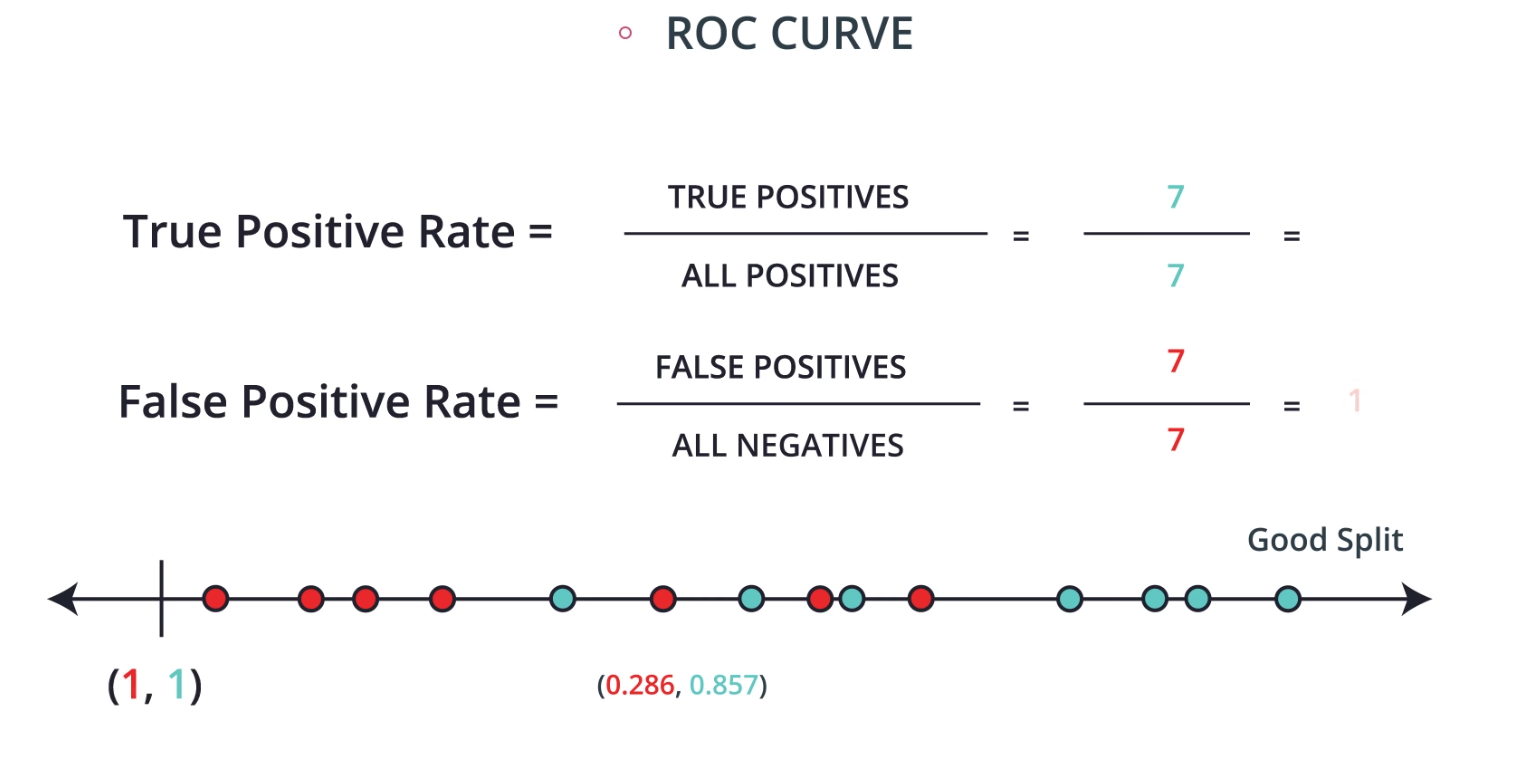 ROC CURVE
True Positive Rate = TRUE POSITIVES / ALL POSITIVES = 7 / 7 =
False Positive Rate = FALSE POSITIVES / ALL NEGATIVES = 7 / 7 = 1
Good Split
(1, 1)
(0.286, 0.857)